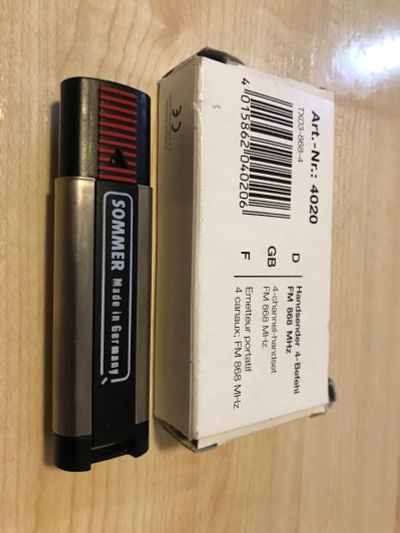 SOMMER Made in Germany
Art.-Nr.: 4020
TX03-868-4
4 015862 040206
CE
D Handsender 4-Befehl
FM 868 MHz
GB 4-channel-handset
FM 868 MHz
F Emetteur portatif
4 canaux, FM 868 MHz